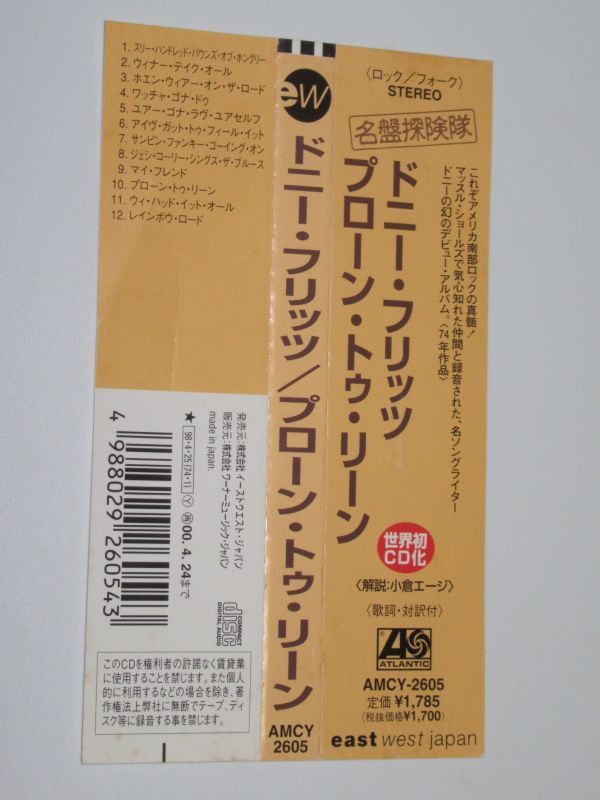 1. スリー・ハンドレッド・パウンズ・オブ・ホングリー
2. ウィナー・テイク・オール
3. ホエン・ウィアー・オン・ザ・ロード
4. ワッチャ・ゴナ・ドゥ
5. ユアー・ゴナ・ラヴ・ユアセルフ
6. アイヴ・ガット・トゥ・フィール・イット
7. サンピン・ファンキー・ゴーイング・オン
8. ジェシ・コーリー・シングス・ザ・ブルース
9. マイ・フレンド
10. プローン・トゥ・リーン
11. ウィ・ハッド・イット・オール
12. レインボウ・ロード
発売元:株式会社 イーストウエスト・ジャパン
販売元:株式会社 ワーナーミュージック・ジャパン
made in japan.
★ 98・4・25(74・1) Ⓨ 再 00.4.24まで
4 988029 260543
COMPACT
disc
DIGITAL AUDIO
このCDを権利者の許諾なく賃貸業
に使用することを禁じます。また個人
的に利用するなどの場合を除き、著
作権法上弊社に無断でテープ、ディ
スク等に録音する事を禁じます。
ew
ドニー・フリッツ/プローン・トゥ・リーン
AMCY
2605
〈ロック/フォーク〉
STEREO
名盤探険隊
これぞアメリカ南部ロックの真髄!
マッスル・ショールズで気心知れた仲間と録音された、名ソングライター
ドニーの幻のデビュー・アルバム。〈74年作品〉
ドニー・フリッツ
プローン・トゥ・リーン
世界初
CD化
〈解説:小倉エージ〉
〈歌詞・対訳付〉
ATLANTIC
AMCY-2605
定価¥1,785
(税抜価格¥1,700)
east west japan